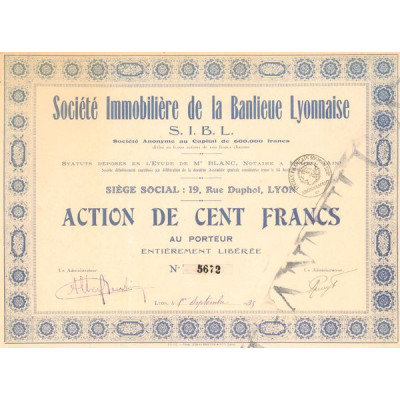 Société Immobilière de la Banlieue Lyonnaise
S. I. B. L.
Société Anonyme au Capital de 600.000 francs
STATUTS DÉPOSÉS EN L'ÉTUDE DE Mᵉ BLANC, NOTAIRE A
SIÈGE SOCIAL : 19, Rue Duphot, LYON
ACTION DE CENT FRANCS
AU PORTEUR
ENTIÈREMENT LIBÉRÉE
N° 5672
Un Administrateur
Un Administrateur
LYON, le 1er Septembre